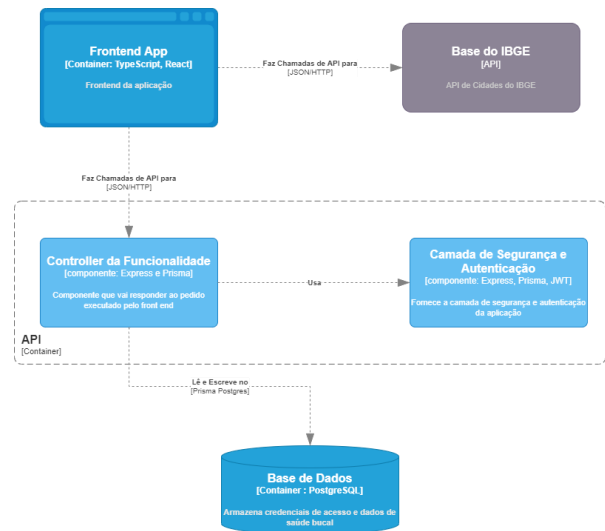 Frontend App
[Container: TypeScript, React]
Frontend da aplicação
Faz Chamadas de API para
[JSON/HTTP]
Base do IBGE
[API]
API de Cidades do IBGE
Faz Chamadas de API para
[JSON/HTTP]
Controller da Funcionalidade
[componente: Express e Prisma]
Componente que vai responder ao pedido
executado pelo front end
Usa
Camada de Segurança e
Autenticação
[componente: Express, Prisma, JWT]
Fornece a camada de segurança e autenticação
da aplicação
API
[Container]
Lê e Escreve no
[Prisma Postgres]
Base de Dados
[Container : PostgreSQL]
Armazena credenciais de acesso e dados de
saúde bucal